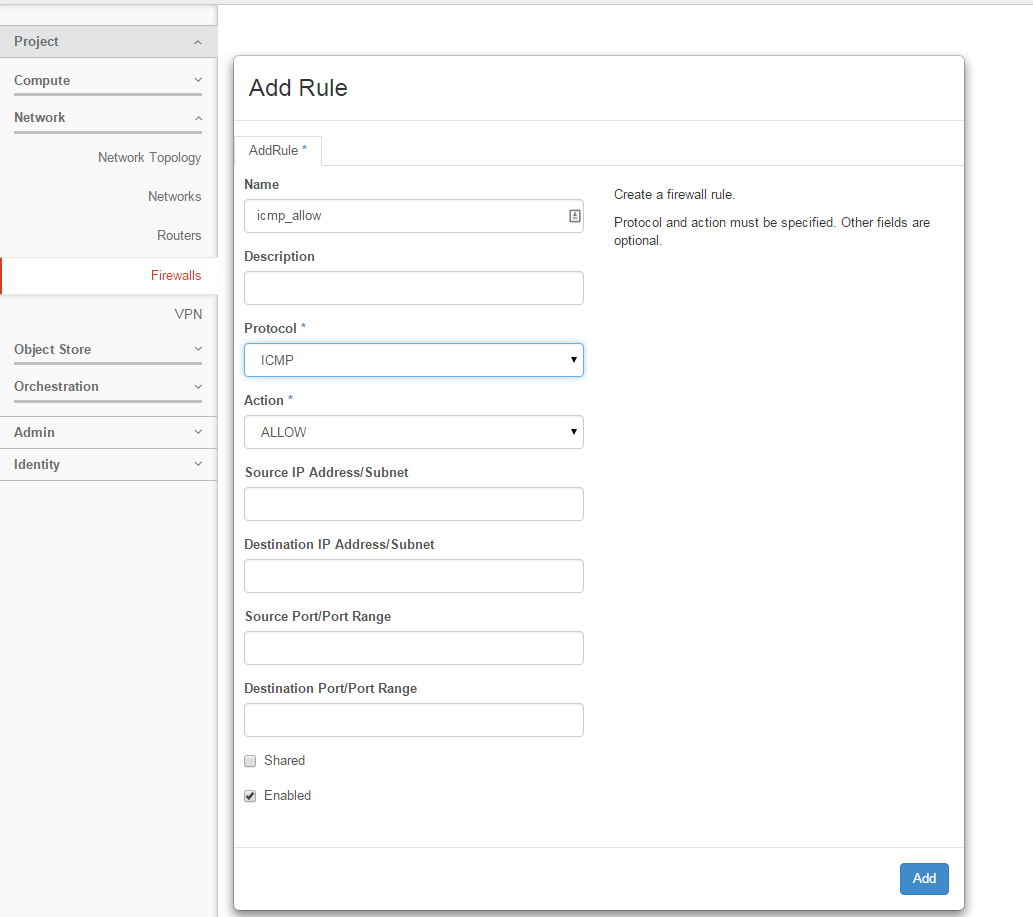 Project
Compute
Network
Network Topology
Networks
Routers
Firewalls
VPN
Object Store
Orchestration
Admin
Identity
Add Rule
AddRule *
Name
icmp_allow
Description
Protocol *
ICMP
Action *
ALLOW
Source IP Address/Subnet
Destination IP Address/Subnet
Source Port/Port Range
Destination Port/Port Range
Shared
Enabled
Create a firewall rule.
Protocol and action must be specified. Other fields are
optional.
Add